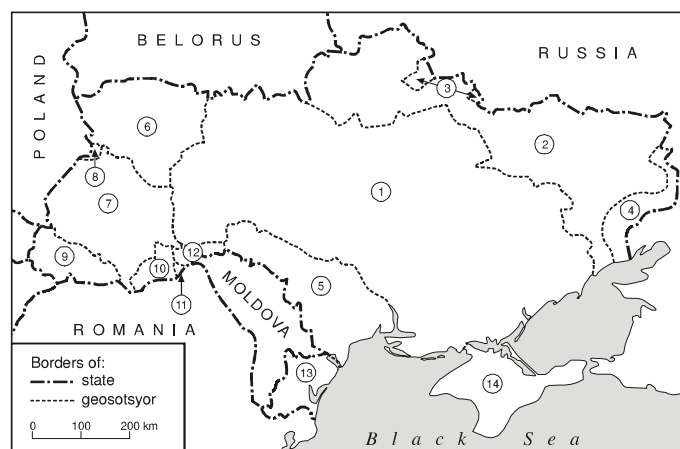 BELORUS
RUSSIA
POLAND
3
6
2
8
1
7
4
12
9
10
5
11
MOLDOVA
ROMANIA
13
14
Borders of:
state
geosotsyor
0 100 200 km
Black Sea